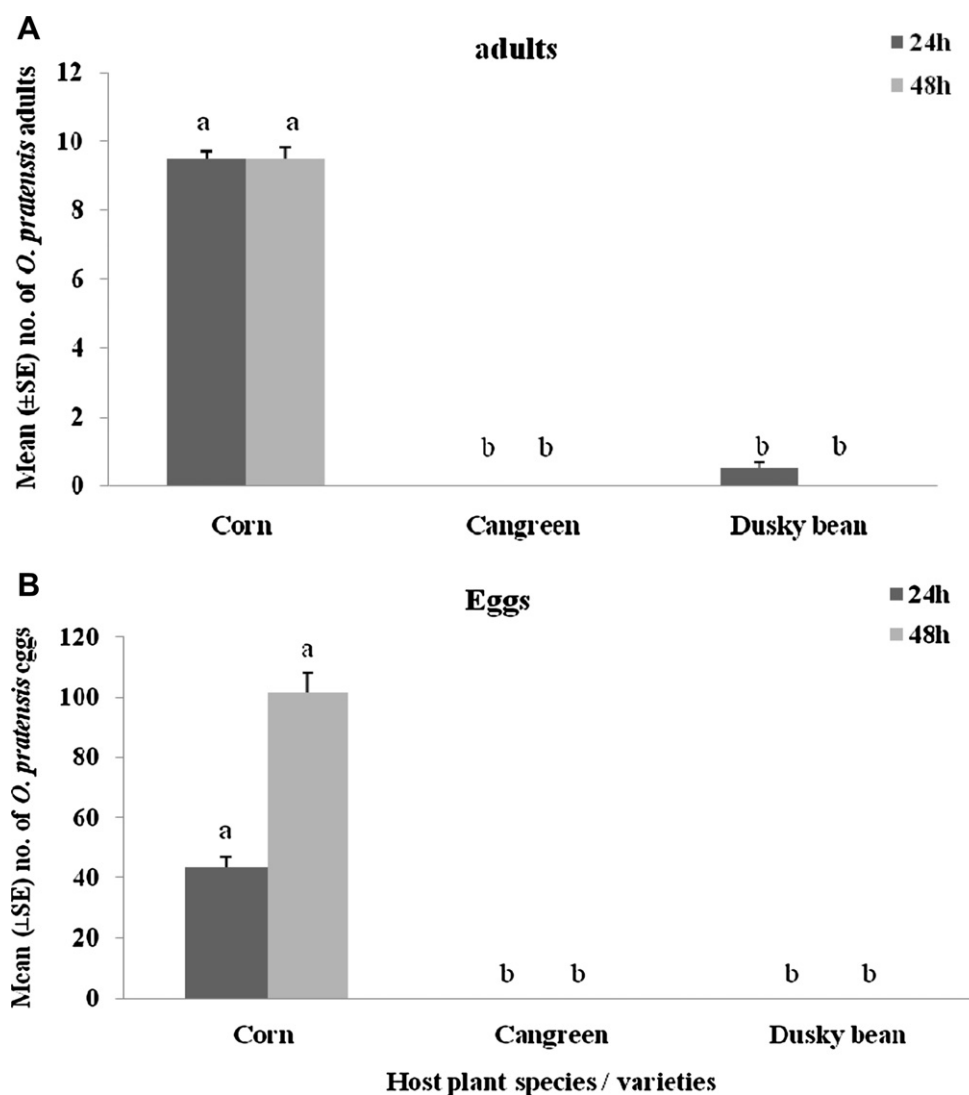 A
adults
24h
48h
Mean (±SE) no. of O. pratensis adults
12
10
8
6
4
2
0
a a
b b
b b
Corn Cangreen Dusky bean
B
Eggs
24h
48h
Mcan (⊥SE) no. of O. pratensis cggs
120
100
80
60
40
20
0
a
a
b b
b b
Corn Cangreen Dusky bean
Host plant species / varieties